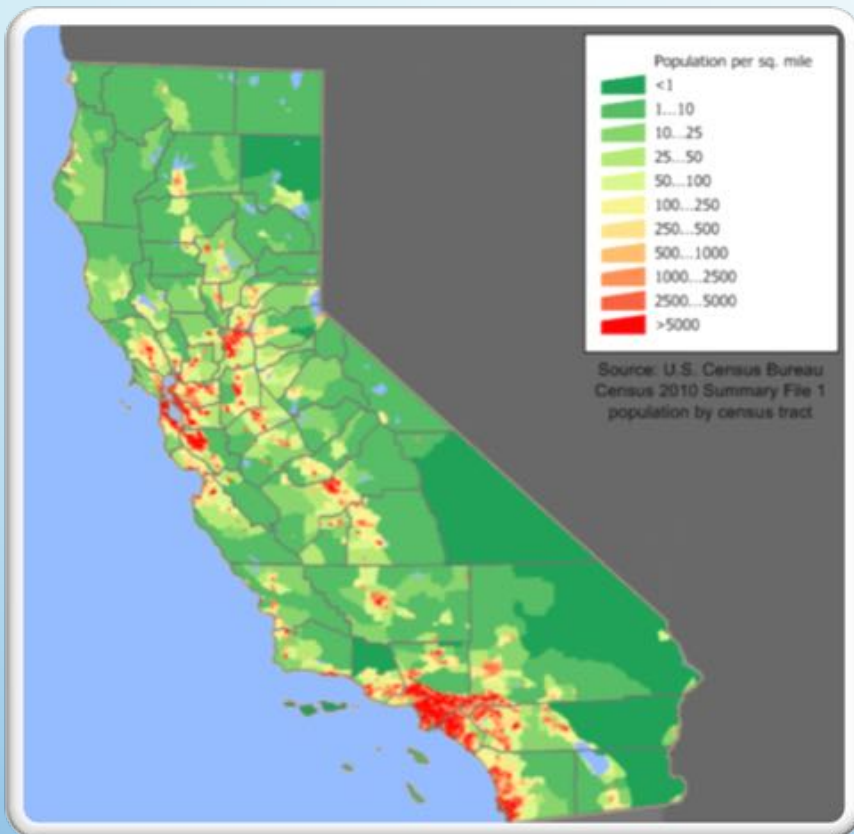 Population per sq. mile
<1
1...10
10...25
25...50
50...100
100...250
250...500
500...1000
1000...2500
2500...5000
>5000
Source: U.S. Census Bureau
Census 2010 Summary File 1
population by census tract